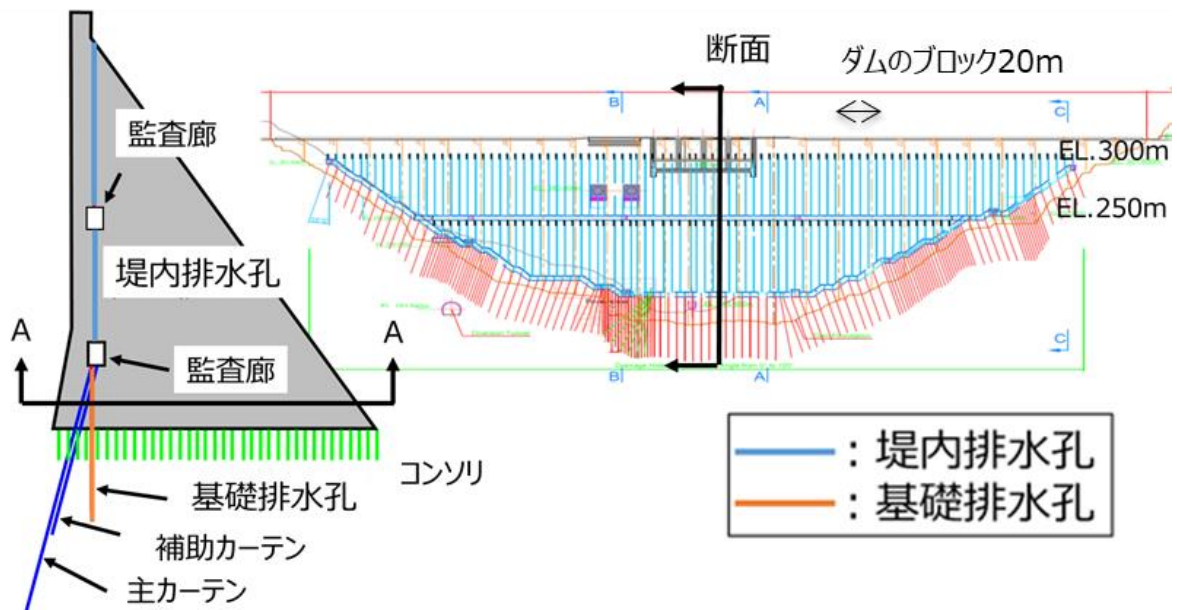 断面
ダムのブロック20m
監査廊
B
A
C
EL.300m
EL.250m
堤内排水孔
A
A
監査廊
C
B
A
コンソリ
基礎排水孔
補助カーテン
主カーテン
：堤内排水孔
：基礎排水孔